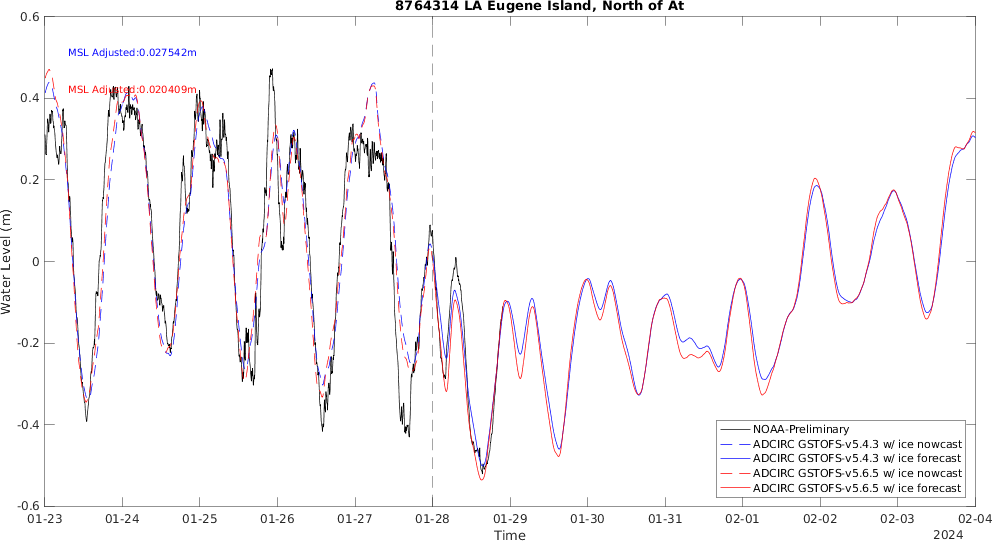 8764314 LA Eugene Island, North of At
0.6
0.4
0.2
0
-0.2
-0.4
-0.6
Water Level (m)
MSL Adjusted:0.027542m
MSL Adjusted:0.020409m
NOAA-Preliminary
ADCIRC GSTOFS-v5.4.3 w/ ice nowcast
ADCIRC GSTOFS-v5.4.3 w/ ice forecast
ADCIRC GSTOFS-v5.6.5 w/ ice nowcast
ADCIRC GSTOFS-v5.6.5 w/ ice forecast
01-23 01-24 01-25 01-26 01-27 01-28 01-29 01-30 01-31 02-01 02-02 02-03 02-04
Time
2024